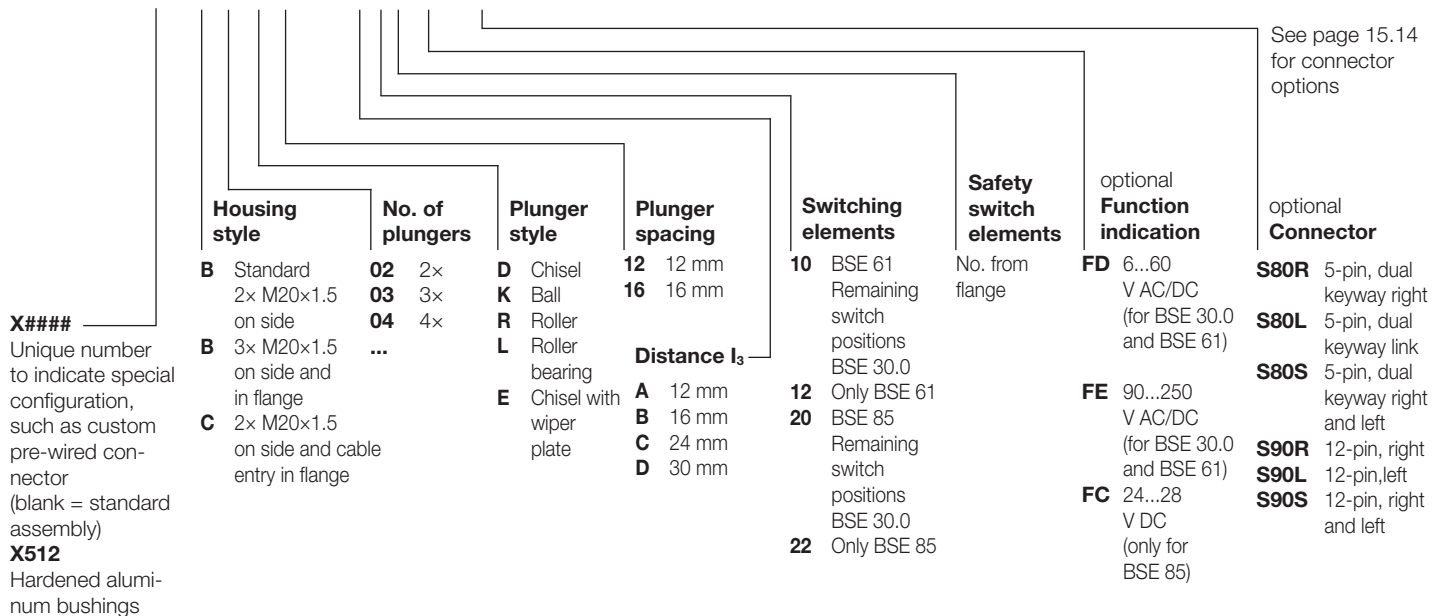 See page 15.14
for connector
options
X####
Unique number
to indicate special
configuration,
such as custom
pre-wired con-
nector
(blank = standard
assembly)
X512
Hardened alumi-
num bushings
Housing
style
B Standard
2× M20×1.5
on side
B 3× M20×1.5
on side and
in flange
C 2× M20×1.5
on side and cable
entry in flange
No. of
plungers
02 2×
03 3×
04 4×
...
Plunger
style
D Chisel
K Ball
R Roller
L Roller
bearing
E Chisel with
wiper
plate
Plunger
spacing
12 12 mm
16 16 mm
Distance l₃
A 12 mm
B 16 mm
C 24 mm
D 30 mm
Switching
elements
10 BSE 61
Remaining
switch
positions
BSE 30.0
12 Only BSE 61
20 BSE 85
Remaining
switch
positions
BSE 30.0
22 Only BSE 85
Safety
switch
elements
No. from
flange
optional
Function
indication
FD 6...60
V AC/DC
(for BSE 30.0
and BSE 61)
FE 90...250
V AC/DC
(for BSE 30.0
and BSE 61)
FC 24...28
V DC
(only for
BSE 85)
optional
Connector
S80R 5-pin, dual
keyway right
S80L 5-pin, dual
keyway link
S80S 5-pin, dual
keyway right
and left
S90R 12-pin, right
S90L 12-pin,left
S90S 12-pin, right
and left